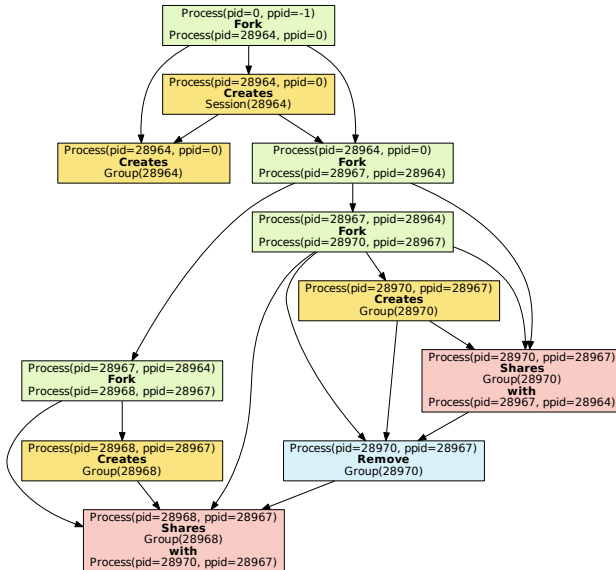 Process(pid=0, ppid=-1)
Fork
Process(pid=28964, ppid=0)
Process(pid=28964, ppid=0)
Creates
Session(28964)
Process(pid=28964, ppid=0)
Creates
Group(28964)
Process(pid=28964, ppid=0)
Fork
Process(pid=28967, ppid=28964)
Process(pid=28967, ppid=28964)
Fork
Process(pid=28970, ppid=28967)
Process(pid=28970, ppid=28967)
Creates
Group(28970)
Process(pid=28970, ppid=28967)
Shares
Group(28970)
with
Process(pid=28967, ppid=28964)
Process(pid=28967, ppid=28964)
Fork
Process(pid=28968, ppid=28967)
Process(pid=28968, ppid=28967)
Creates
Group(28968)
Process(pid=28970, ppid=28967)
Remove
Group(28970)
Process(pid=28968, ppid=28967)
Shares
Group(28968)
with
Process(pid=28970, ppid=28967)